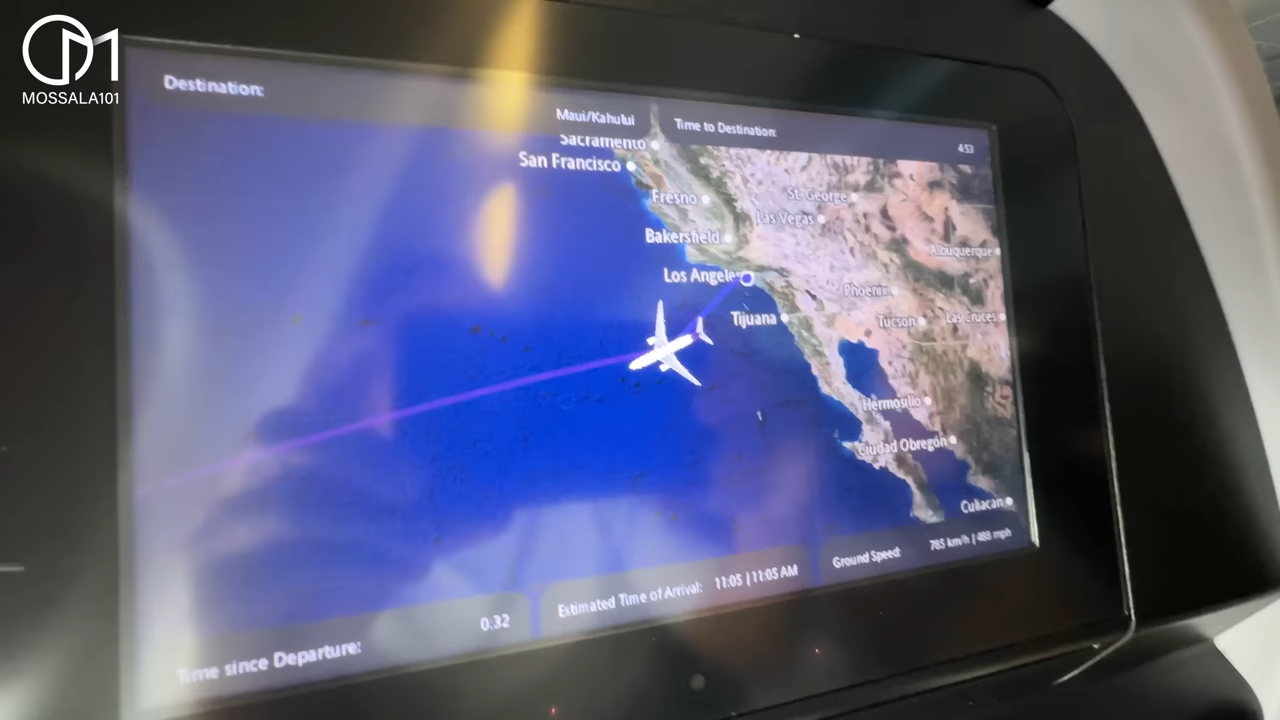 MOSSALA101
Destination:
Maui/Kahului
Time to Destination:
4:53
Sacramento
San Francisco
Fresno
St. George
Las Vegas
Bakersfield
Albuquerque
Los Angeles
Phoenix
Tijuana
Tucson
Las Cruces
Hermosillo
Ciudad Obregón
Culiacan
Time since Departure:
0:32
Estimated Time of Arrival:
11:05 | 11:05 AM
Ground Speed:
785 km/h | 488 mph